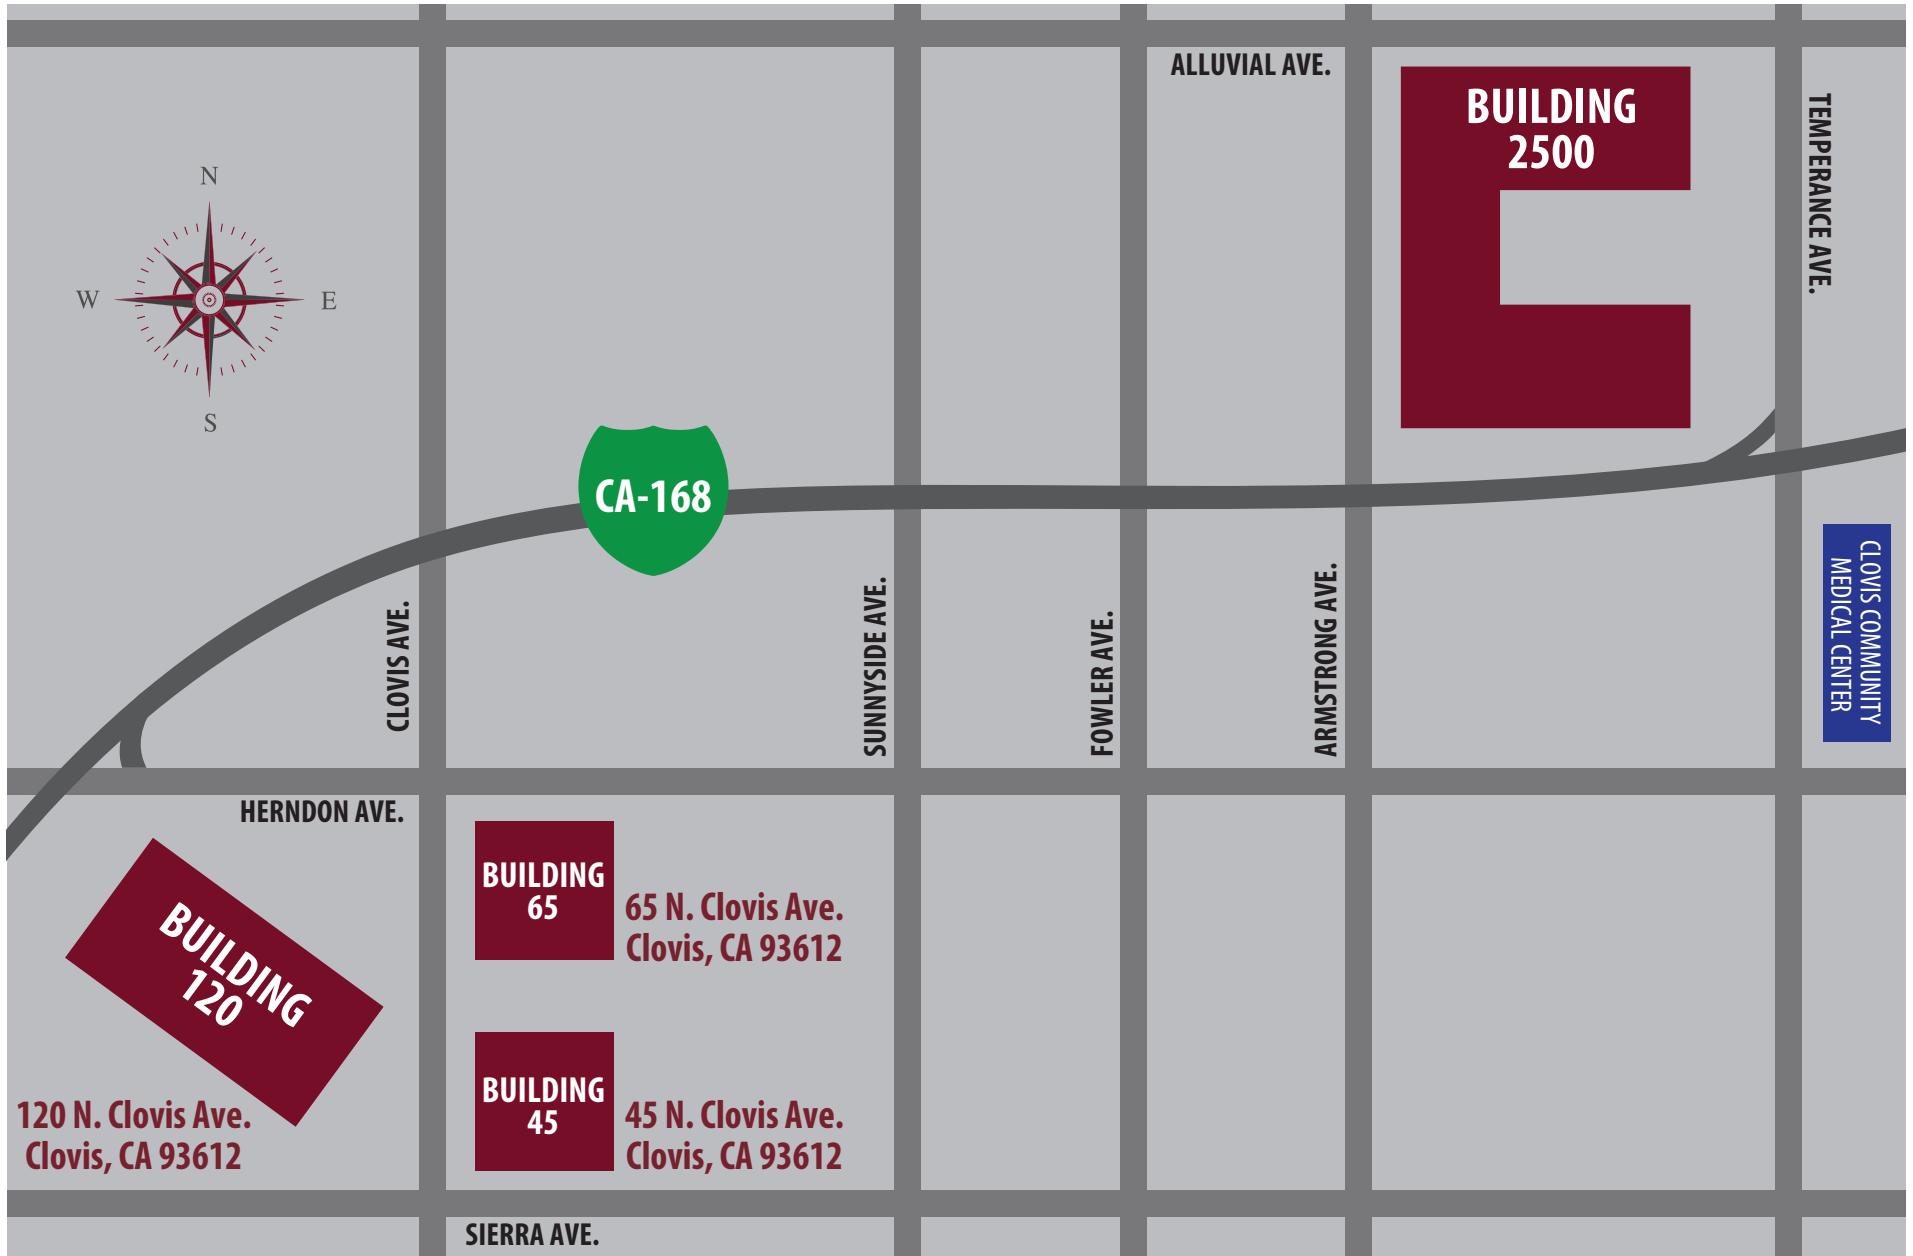 ALLUVIAL AVE.
BUILDING
2500
TEMPERANCE AVE.
N
W
E
S
CA-168
CLOVIS AVE.
SUNNYSIDE AVE.
FOWLER AVE.
ARMSTRONG AVE.
CLOVIS COMMUNITY
MEDICAL CENTER
HERNDON AVE.
BUILDING
65
65 N. Clovis Ave.
Clovis, CA 93612
BUILDING
120
120 N. Clovis Ave.
Clovis, CA 93612
BUILDING
45
45 N. Clovis Ave.
Clovis, CA 93612
SIERRA AVE.